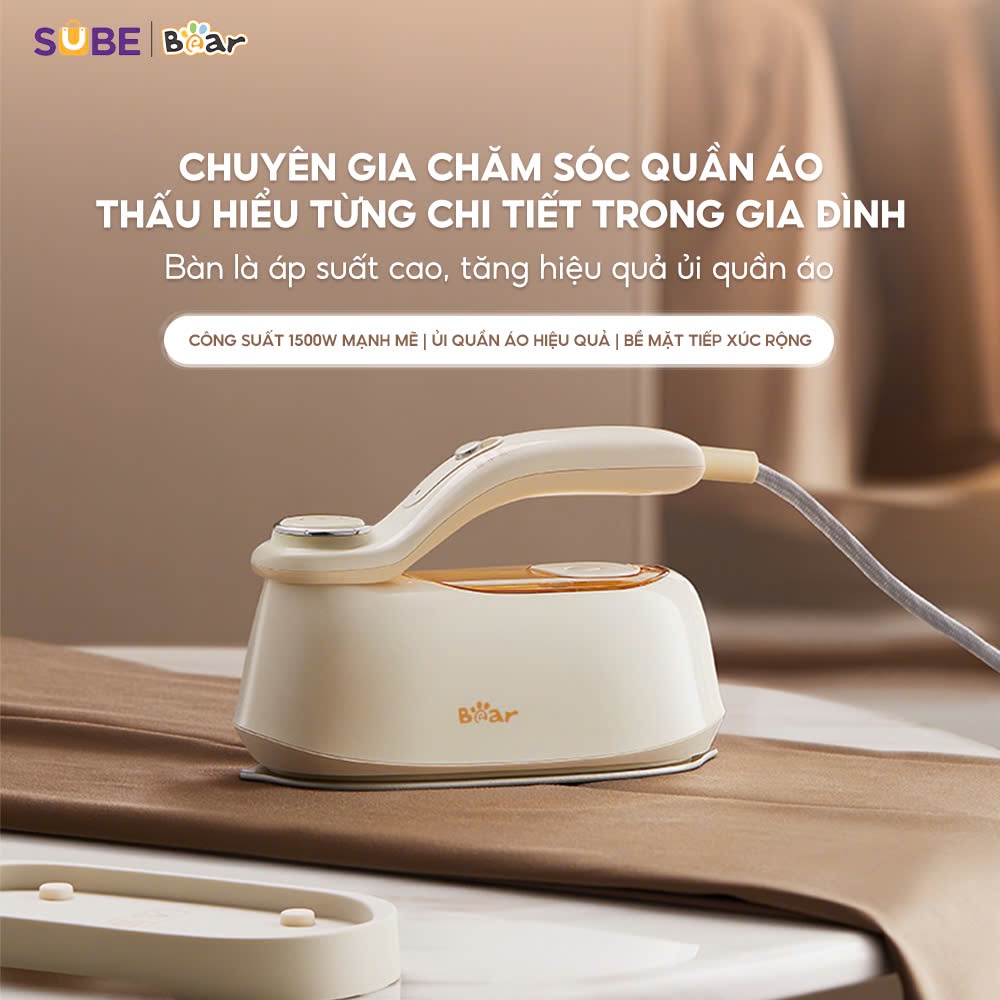 SUBE | Bear
CHUYÊN GIA CHĂM SÓC QUẦN ÁO
THẤU HIỂU TỪNG CHI TIẾT TRONG GIA ĐÌNH
Bàn là áp suất cao, tăng hiệu quả ủi quần áo
CÔNG SUẤT 1500W MẠNH MẼ | ỦI QUẦN ÁO HIỆU QUẢ | BỀ MẶT TIẾP XÚC RỘNG
Bear